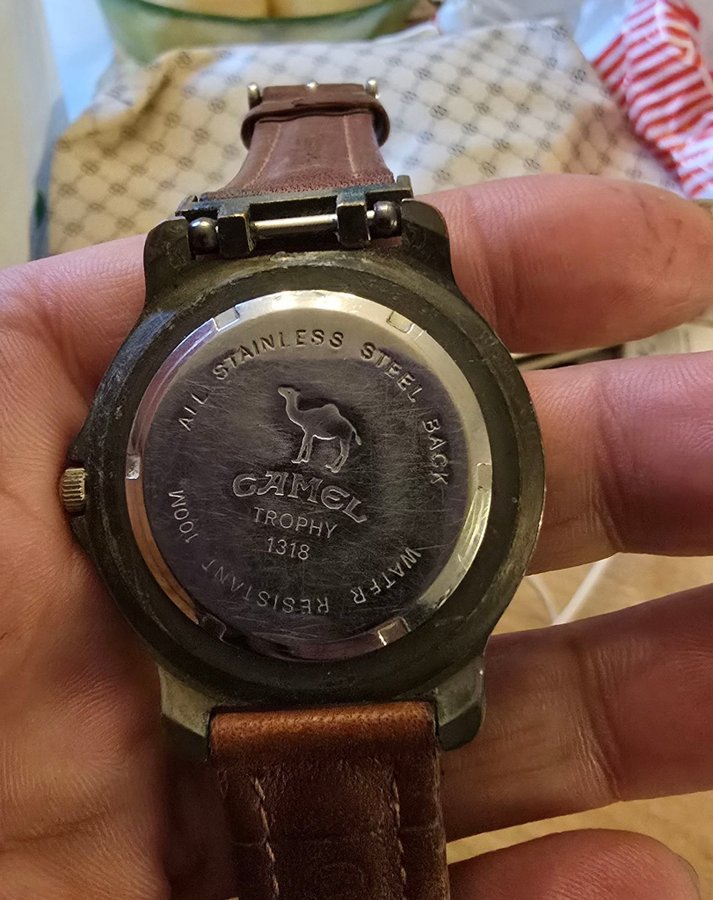 ALL STAINLESS STEEL BACK
CAMEL
TROPHY
1318
WATER RESISTANT 100M